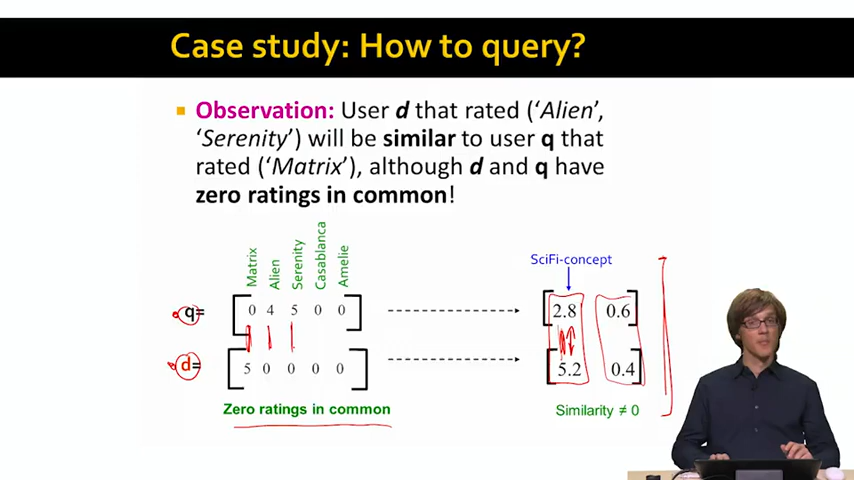 Case study: How to query?
Observation: User d that rated ('Alien',
'Serenity') will be similar to user q that
rated ('Matrix'), although d and q have
zero ratings in common!
Matrix
Alien
Serenity
Casablanca
Amelie
SciFi-concept
q= [0 4 5 0 0] [2.8 0.6]
d= [5 0 0 0 0] [5.2 0.4]
Zero ratings in common
Similarity ≠ 0